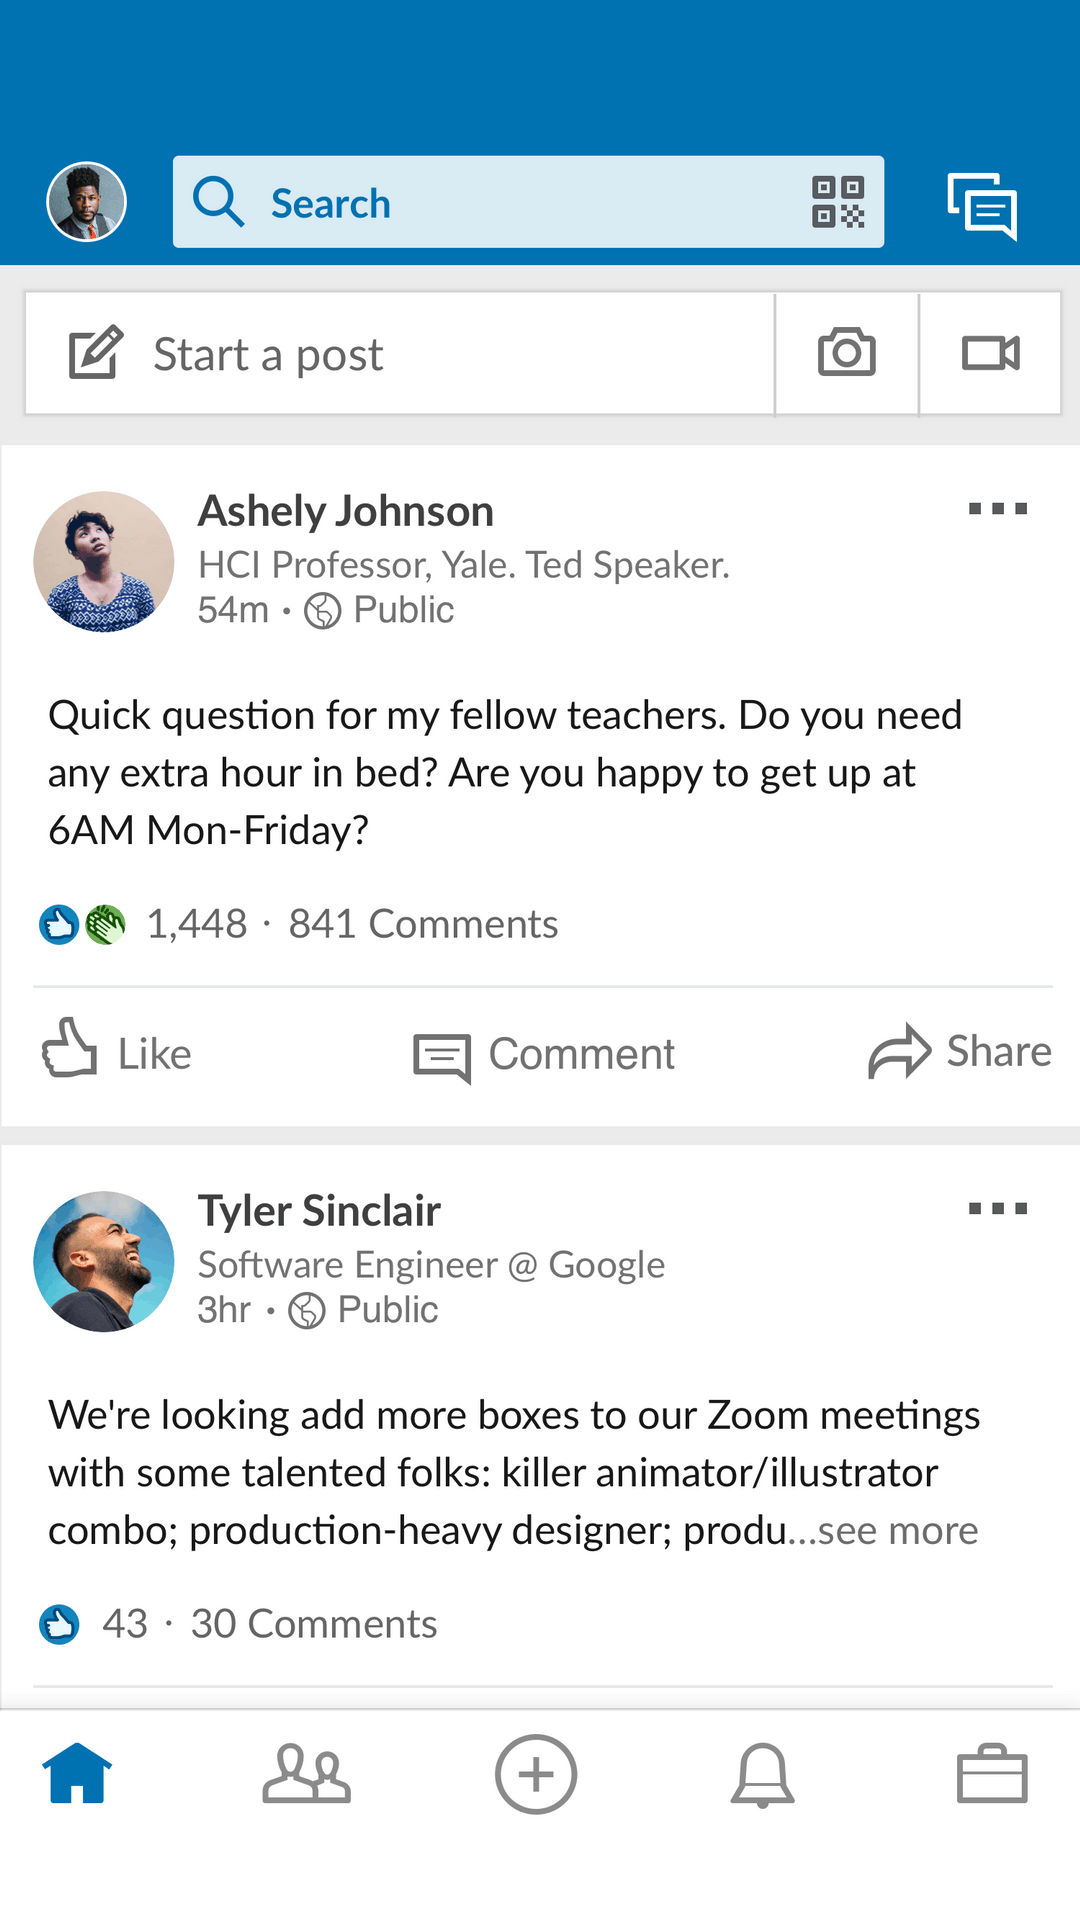 Search
Start a post
Ashely Johnson
HCI Professor, Yale. Ted Speaker.
54m • Public
Quick question for my fellow teachers. Do you need
any extra hour in bed? Are you happy to get up at
6AM Mon-Friday?
1,448 · 841 Comments
Like Comment Share
Tyler Sinclair
Software Engineer @ Google
3hr • Public
We're looking add more boxes to our Zoom meetings
with some talented folks: killer animator/illustrator
combo; production-heavy designer; produ...see more
43 · 30 Comments